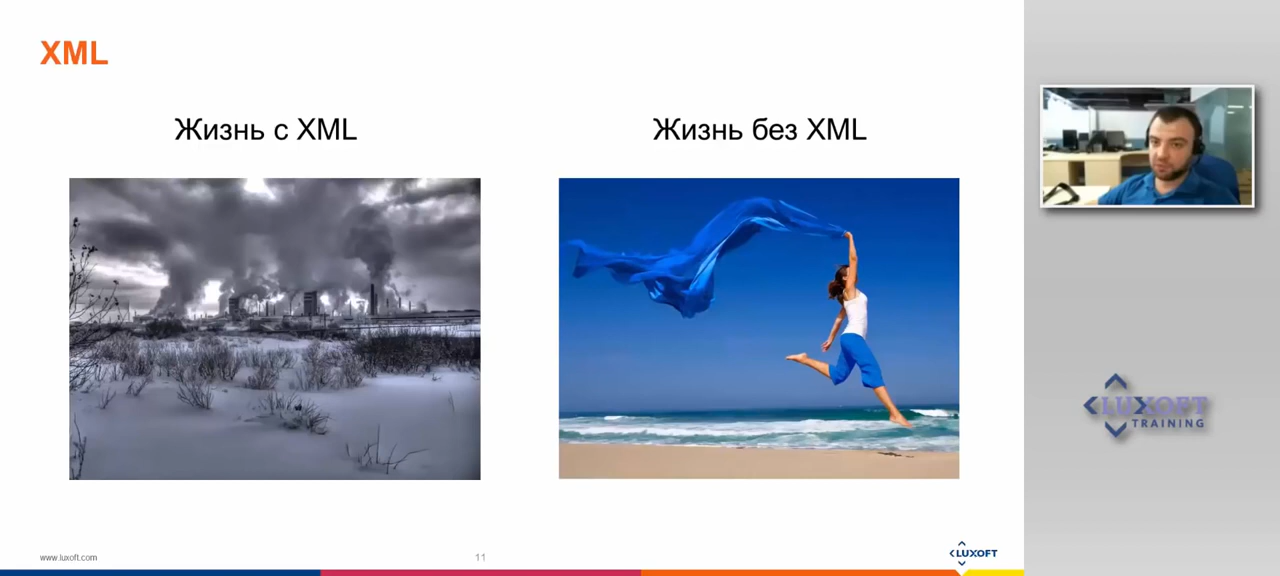 XML
Жизнь с XML
Жизнь без XML
LUXOFT
TRAINING
www.luxoft.com
11
LUXOFT